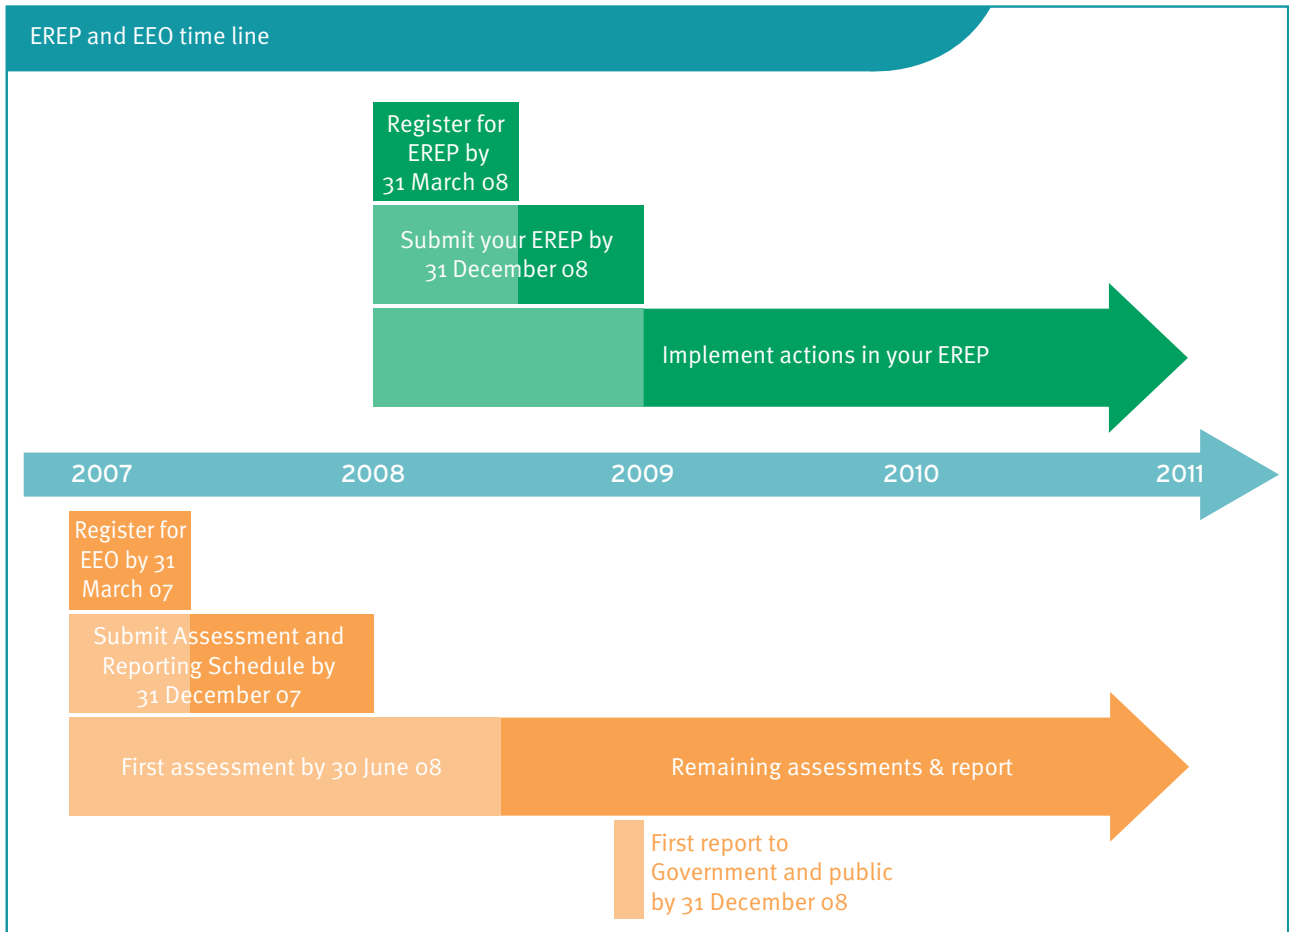 EREP and EEO time line
Register for
EREP by
31 March 08
Submit your EREP by
31 December 08
Implement actions in your EREP
2007 2008 2009 2010 2011
Register for
EEO by 31
March 07
Submit Assessment and
Reporting Schedule by
31 December 07
First assessment by 30 June 08
Remaining assessments & report
First report to
Government and public
by 31 December 08